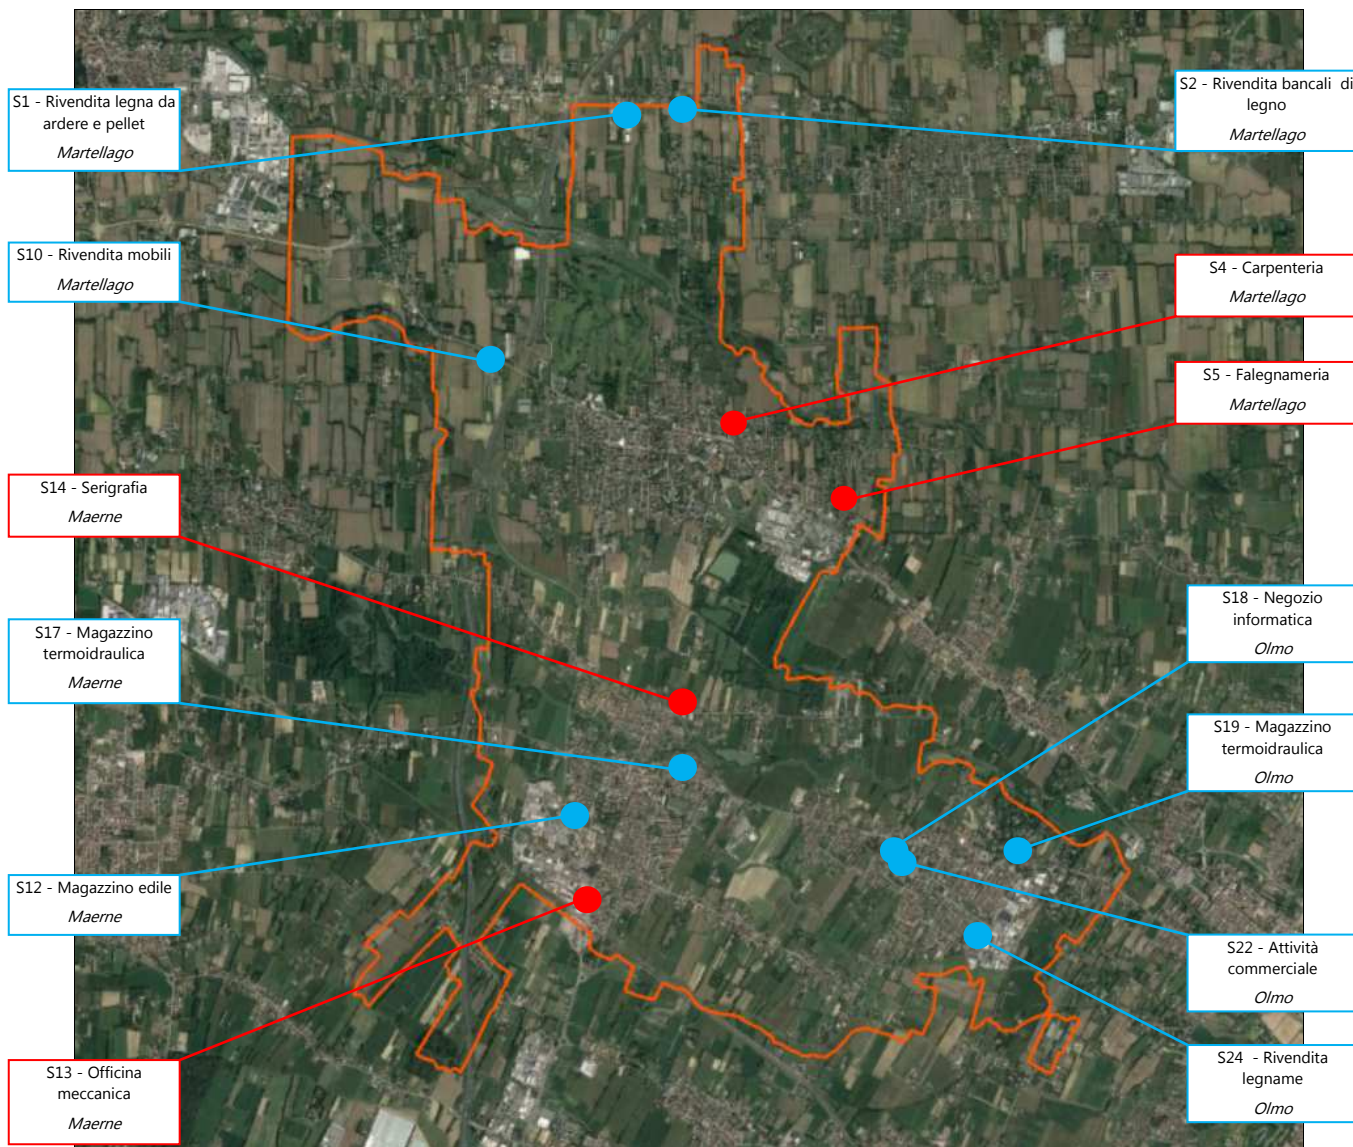 S1 - Rivendita legna da
ardere e pellet
Martellago
S2 - Rivendita bancali di
legno
Martellago
S10 - Rivendita mobili
Martellago
S4 - Carpenteria
Martellago
S5 - Falegnameria
Martellago
S14 - Serigrafia
Maerne
S17 - Magazzino
termoidraulica
Maerne
S18 - Negozio
informatica
Olmo
S19 - Magazzino
termoidraulica
Olmo
S12 - Magazzino edile
Maerne
S22 - Attività
commerciale
Olmo
S13 - Officina
meccanica
Maerne
S24 - Rivendita
legname
Olmo